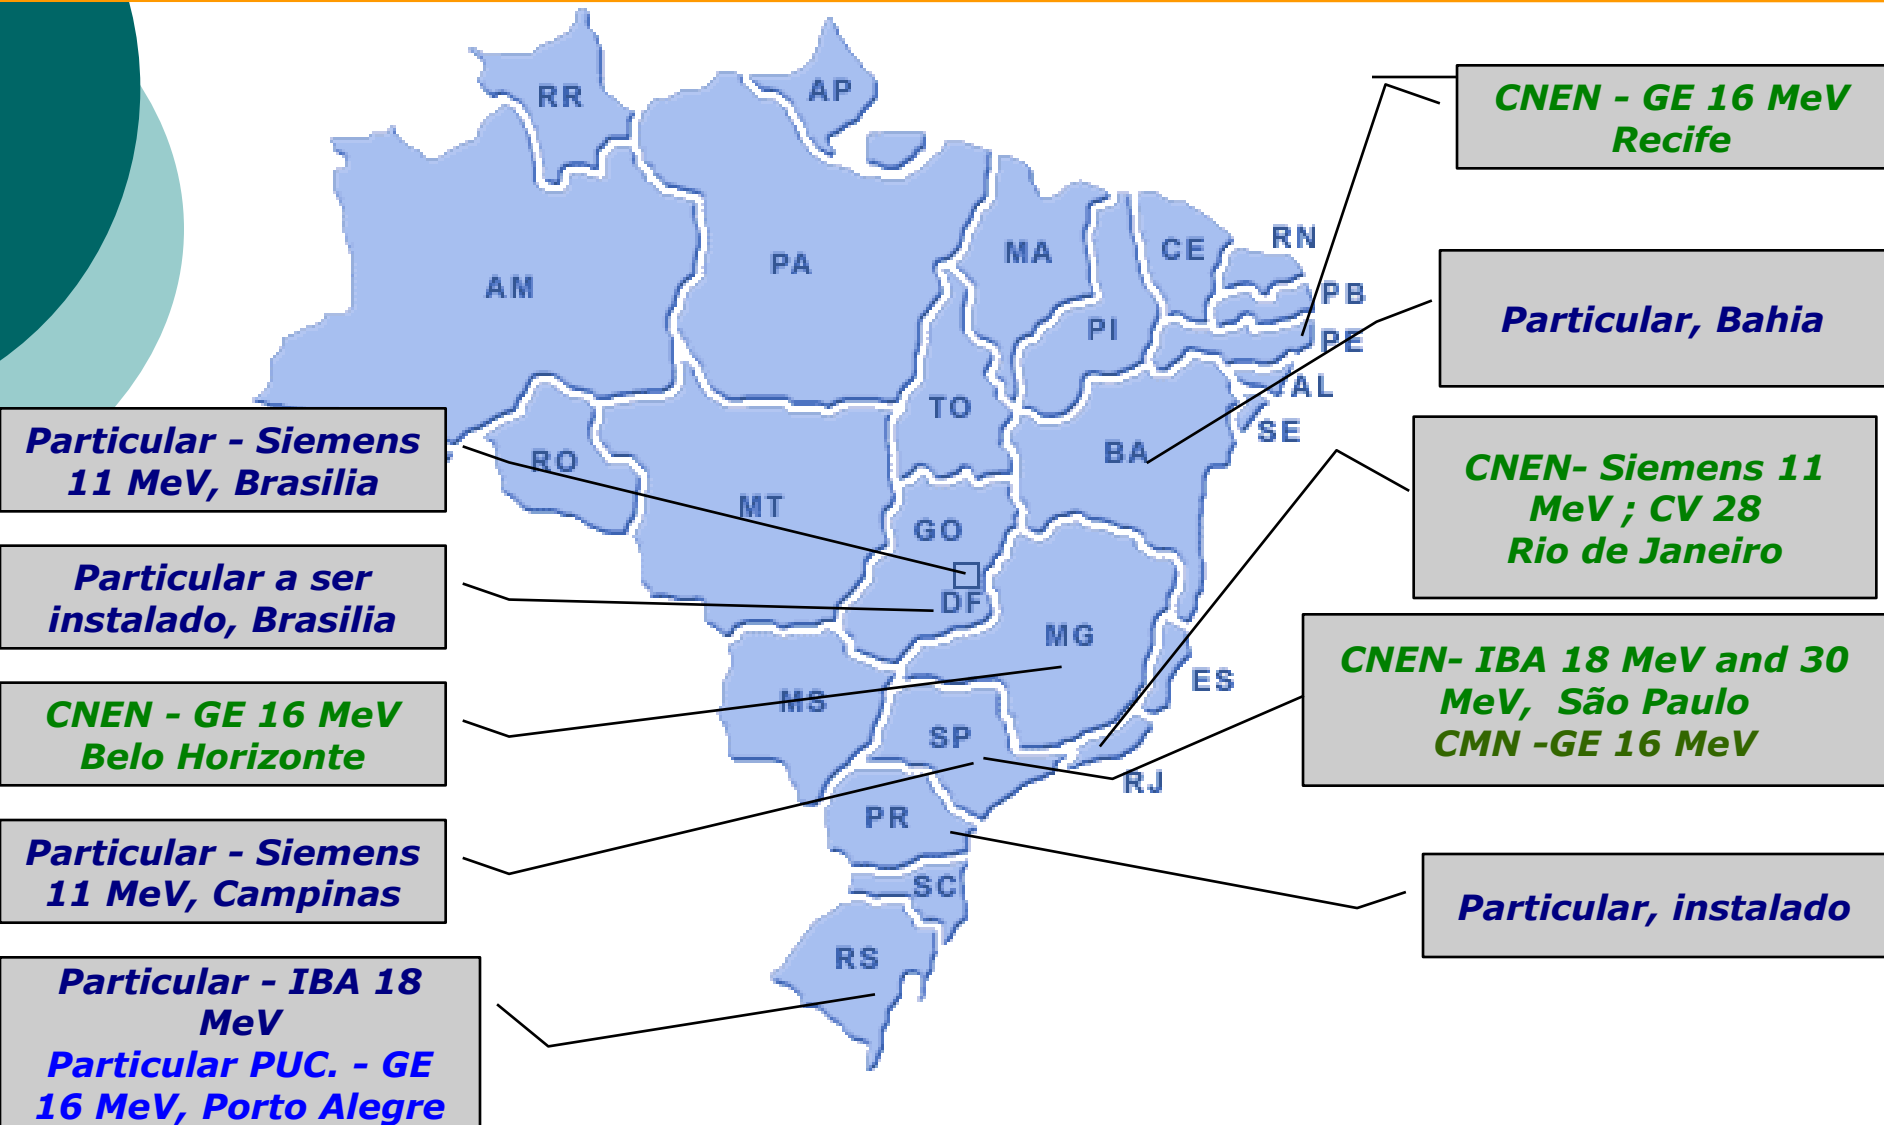 RR
AP
CNEN - GE 16 MeV
Recife
RN
MA
CE
PA
AM
PB
Particular, Bahia
PI
PE
AL
TO
SE
Particular - Siemens
11 MeV, Brasilia
RO
BA
CNEN- Siemens 11
MeV ; CV 28
Rio de Janeiro
MT
GO
Particular a ser
instalado, Brasilia
DF
MG
CNEN- IBA 18 MeV and 30
MeV, São Paulo
CMN -GE 16 MeV
ES
CNEN - GE 16 MeV
Belo Horizonte
MS
SP
RJ
PR
Particular - Siemens
11 MeV, Campinas
SC
Particular, instalado
RS
Particular - IBA 18
MeV
Particular PUC. - GE
16 MeV, Porto Alegre